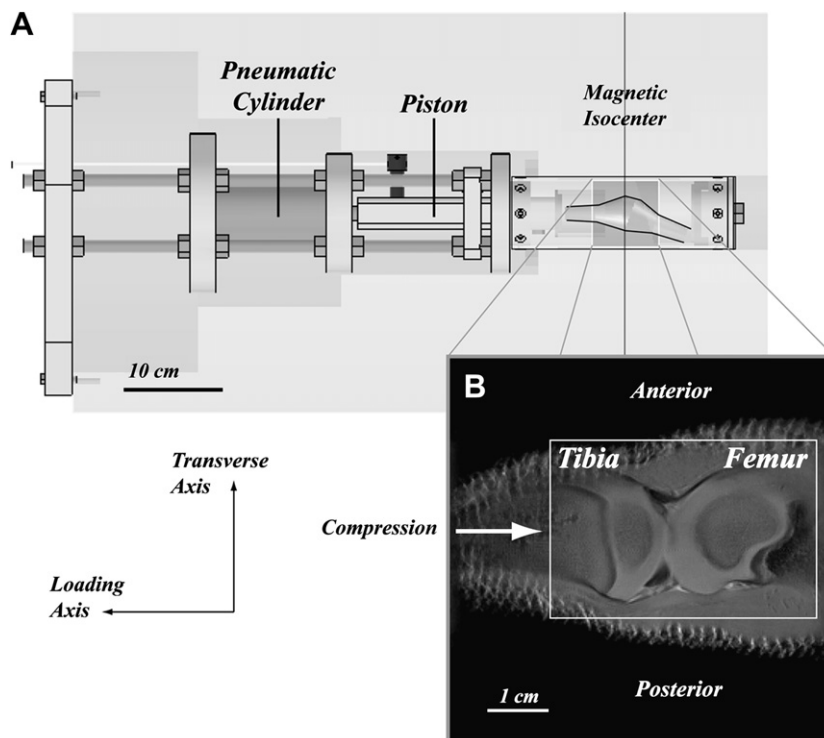 A
Pneumatic
Cylinder
Piston
Magnetic
Isocenter
10 cm
Transverse
Axis
Loading
Axis
Compression
B
Anterior
Tibia
Femur
1 cm
Posterior